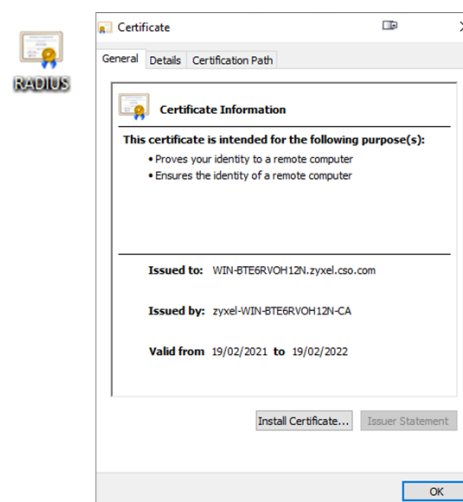 Certificate
General Details Certification Path
RADIUS
Certificate Information
This certificate is intended for the following purpose(s):
• Proves your identity to a remote computer
• Ensures the identity of a remote computer
Issued to: WIN-BTE6RVOH12N.zyxel.cso.com
Issued by: zyxel-WIN-BTE6RVOH12N-CA
Valid from 19/02/2021 to 19/02/2022
Install Certificate... Issuer Statement
OK